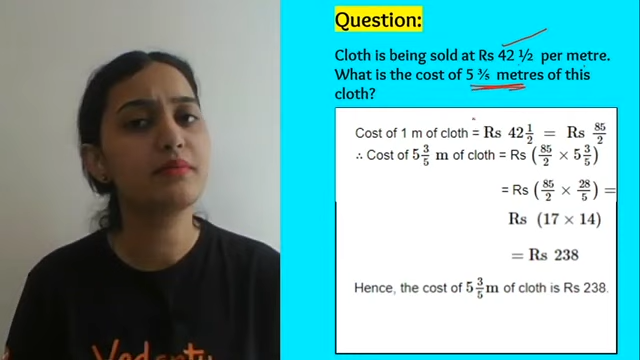 Question:
Cloth is being sold at Rs 42 ½ per metre.
What is the cost of 5 ⅗ metres of this
cloth?
Cost of 1 m of cloth = Rs 42 1/2 = Rs 85/2
∴ Cost of 5 3/5 m of cloth = Rs (85/2 × 5 3/5)
= Rs (85/2 × 28/5) =
Rs (17 × 14)
= Rs 238
Hence, the cost of 5 3/5 m of cloth is Rs 238.
Vedantu